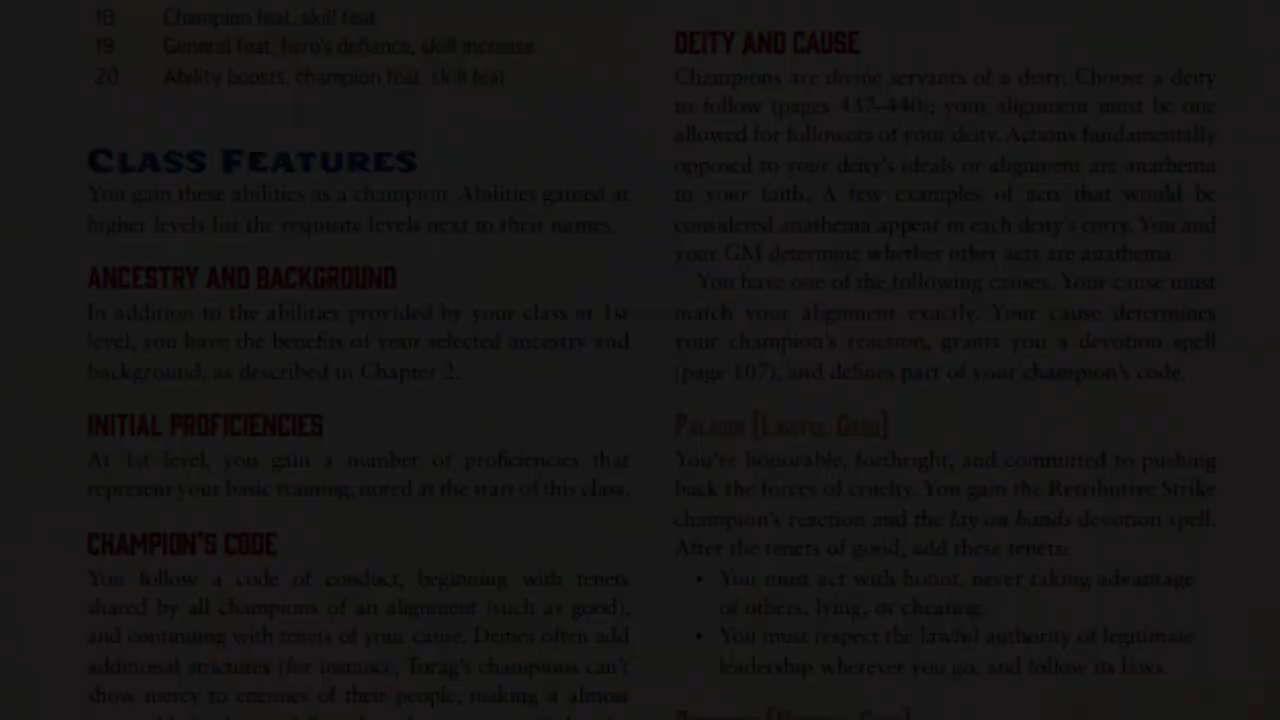 18 Champion feat, skill feat
19 General feat, hero's defiance, skill increase
20 Ability boosts, champion feat, skill feat
CLASS FEATURES
You gain these abilities as a champion. Abilities gained at
higher levels list the requisite levels next to their names.
ANCESTRY AND BACKGROUND
In addition to the abilities provided by your class at 1st
level, you have the benefits of your selected ancestry and
background, as described in Chapter 2.
INITIAL PROFICIENCIES
At 1st level, you gain a number of proficiencies that
represent your basic training, noted at the start of this class.
CHAMPION'S CODE
You follow a code of conduct, beginning with tenets
shared by all champions of an alignment (such as good),
and continuing with tenets of your cause. Deities often add
additional strictures (for instance, Torag's champions can't
show mercy to enemies of their people, making it almost
DEITY AND CAUSE
Champions are divine servants of a deity. Choose a deity
to follow (pages 437–440); your alignment must be one
allowed for followers of your deity. Actions fundamentally
opposed to your deity's ideals or alignment are anathema
to your faith. A few examples of acts that would be
considered anathema appear in each deity's entry. You and
your GM determine whether other acts are anathema.
You have one of the following causes. Your cause must
match your alignment exactly. Your cause determines
your champion's reaction, grants you a devotion spell
(page 107), and defines part of your champion's code.
PALADIN [LAWFUL GOOD]
You're honorable, forthright, and committed to pushing
back the forces of cruelty. You gain the Retributive Strike
champion's reaction and the lay on hands devotion spell.
After the tenets of good, add these tenets:
• You must act with honor, never taking advantage
of others, lying, or cheating.
• You must respect the lawful authority of legitimate
leadership wherever you go, and follow its laws.